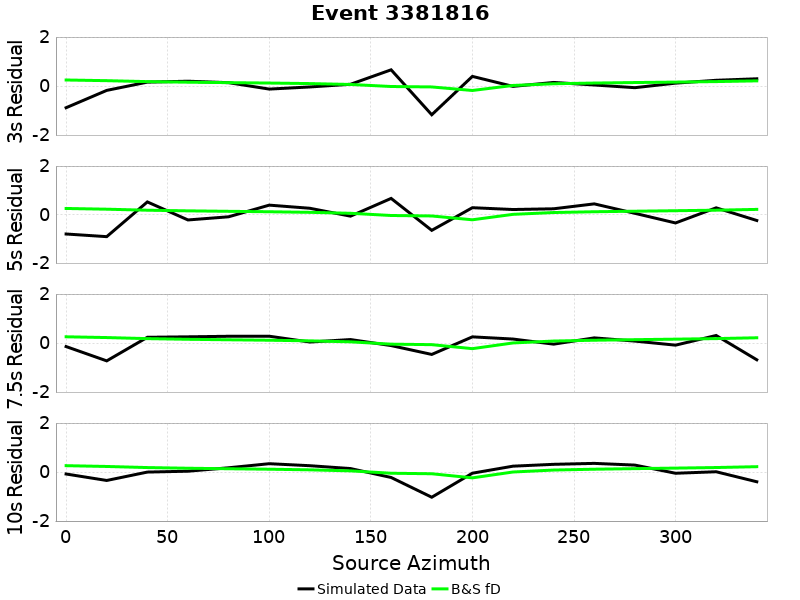 Event 3381816
3s Residual
2
0
-2
5s Residual
2
0
-2
7.5s Residual
2
0
-2
10s Residual
2
0
-2
0 50 100 150 200 250 300
Source Azimuth
Simulated Data B&S fD